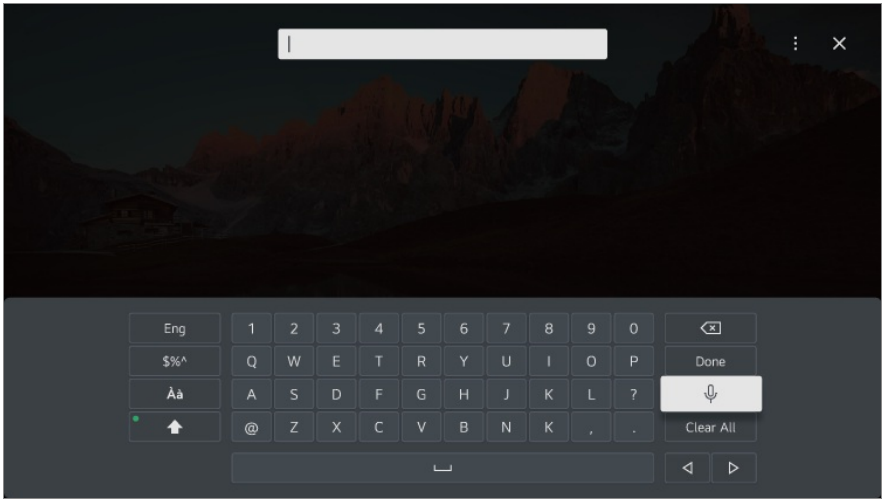 Eng 1 2 3 4 5 6 7 8 9 0
$%^ Q W E T R Y U I O P Done
Àà A S D F G H J K L ?
@ Z X C V B N K , . Clear All